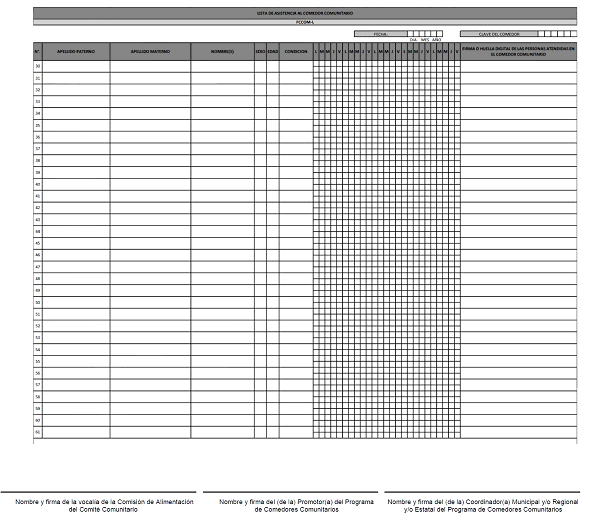 LISTA DE ASISTENCIA AL COMEDOR COMUNITARIO
FCCOM-L
FECHA: CLAVE DEL COMEDOR
DIA MES AÑO
N°. APELLIDO PATERNO APELLIDO MATERNO NOMBRE(S) SEXO EDAD CONDICION L M M J V L M M J V L M M J V L M M J V L M M J V FIRMA O HUELLA DIGITAL DE LAS PERSONAS ATENDIDAS EN
EL COMEDOR COMUNITARIO
30
31
32
33
34
35
36
37
38
39
40
41
42
43
44
45
46
47
48
49
50
51
52
53
54
55
56
57
58
59
60
61
Nombre y firma de la vocalía de la Comisión de Alimentación
del Comité Comunitario
Nombre y firma del (de la) Promotor(a) del Programa
de Comedores Comunitarios
Nombre y firma del (de la) Coordinador(a) Municipal y/o Regional
y/o Estatal del Programa de Comedores Comunitarios